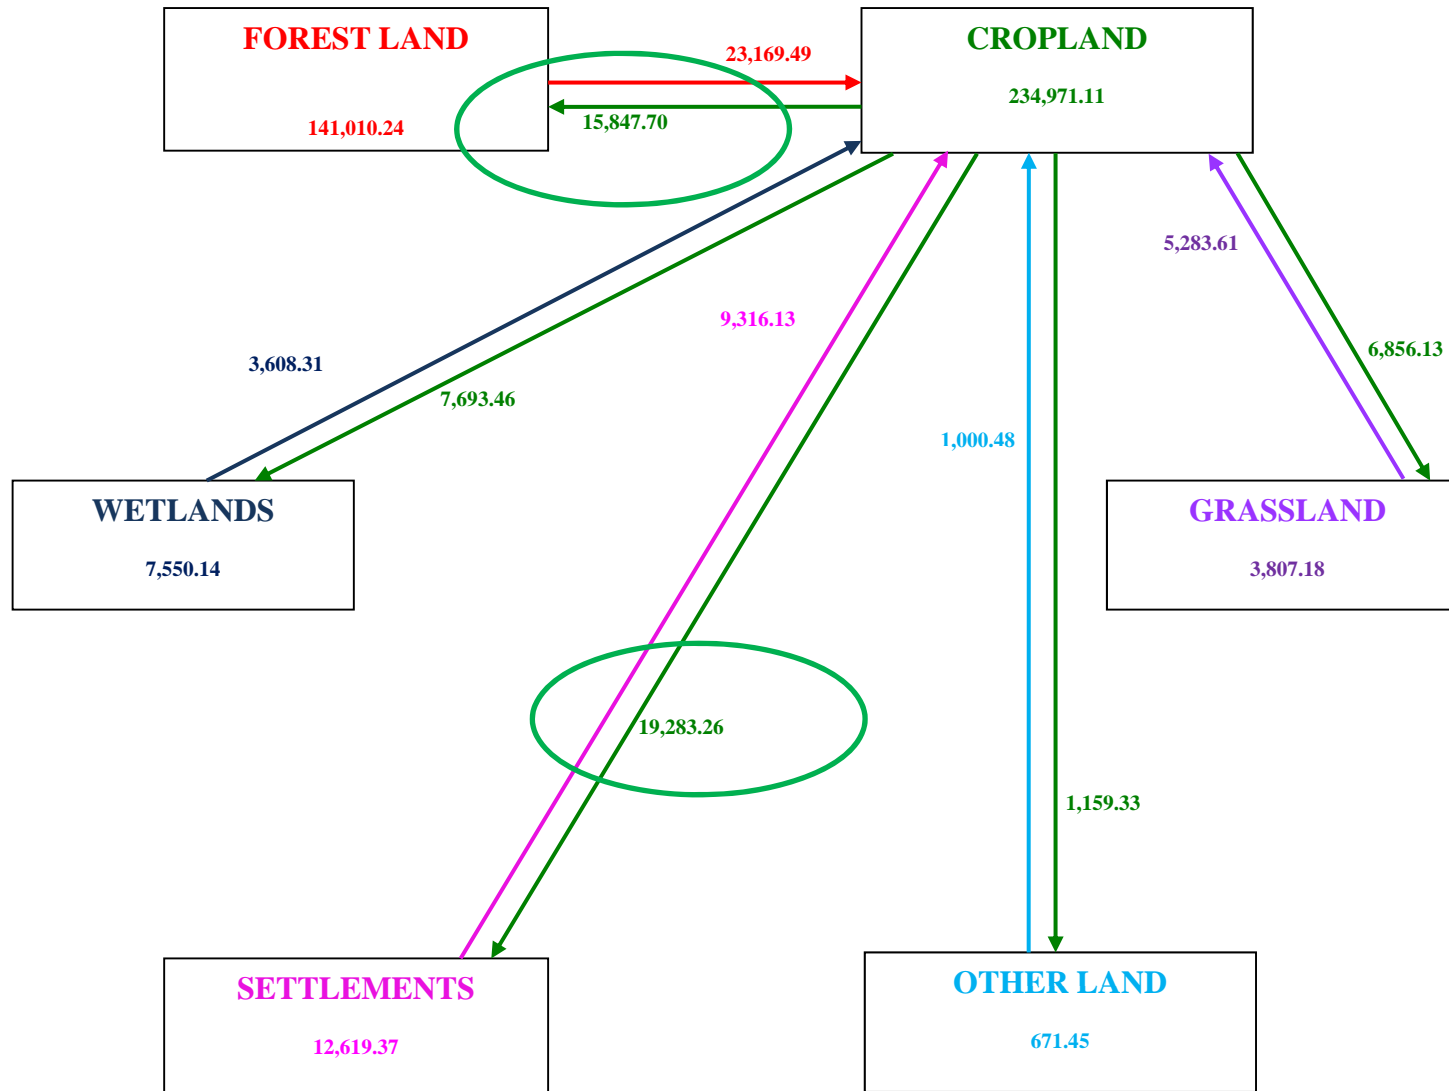 FOREST LAND
141,010.24
23,169.49
15,847.70
CROPLAND
234,971.11
5,283.61
6,856.13
9,316.13
3,608.31
7,693.46
1,000.48
WETLANDS
7,550.14
GRASSLAND
3,807.18
19,283.26
1,159.33
SETTLEMENTS
12,619.37
OTHER LAND
671.45